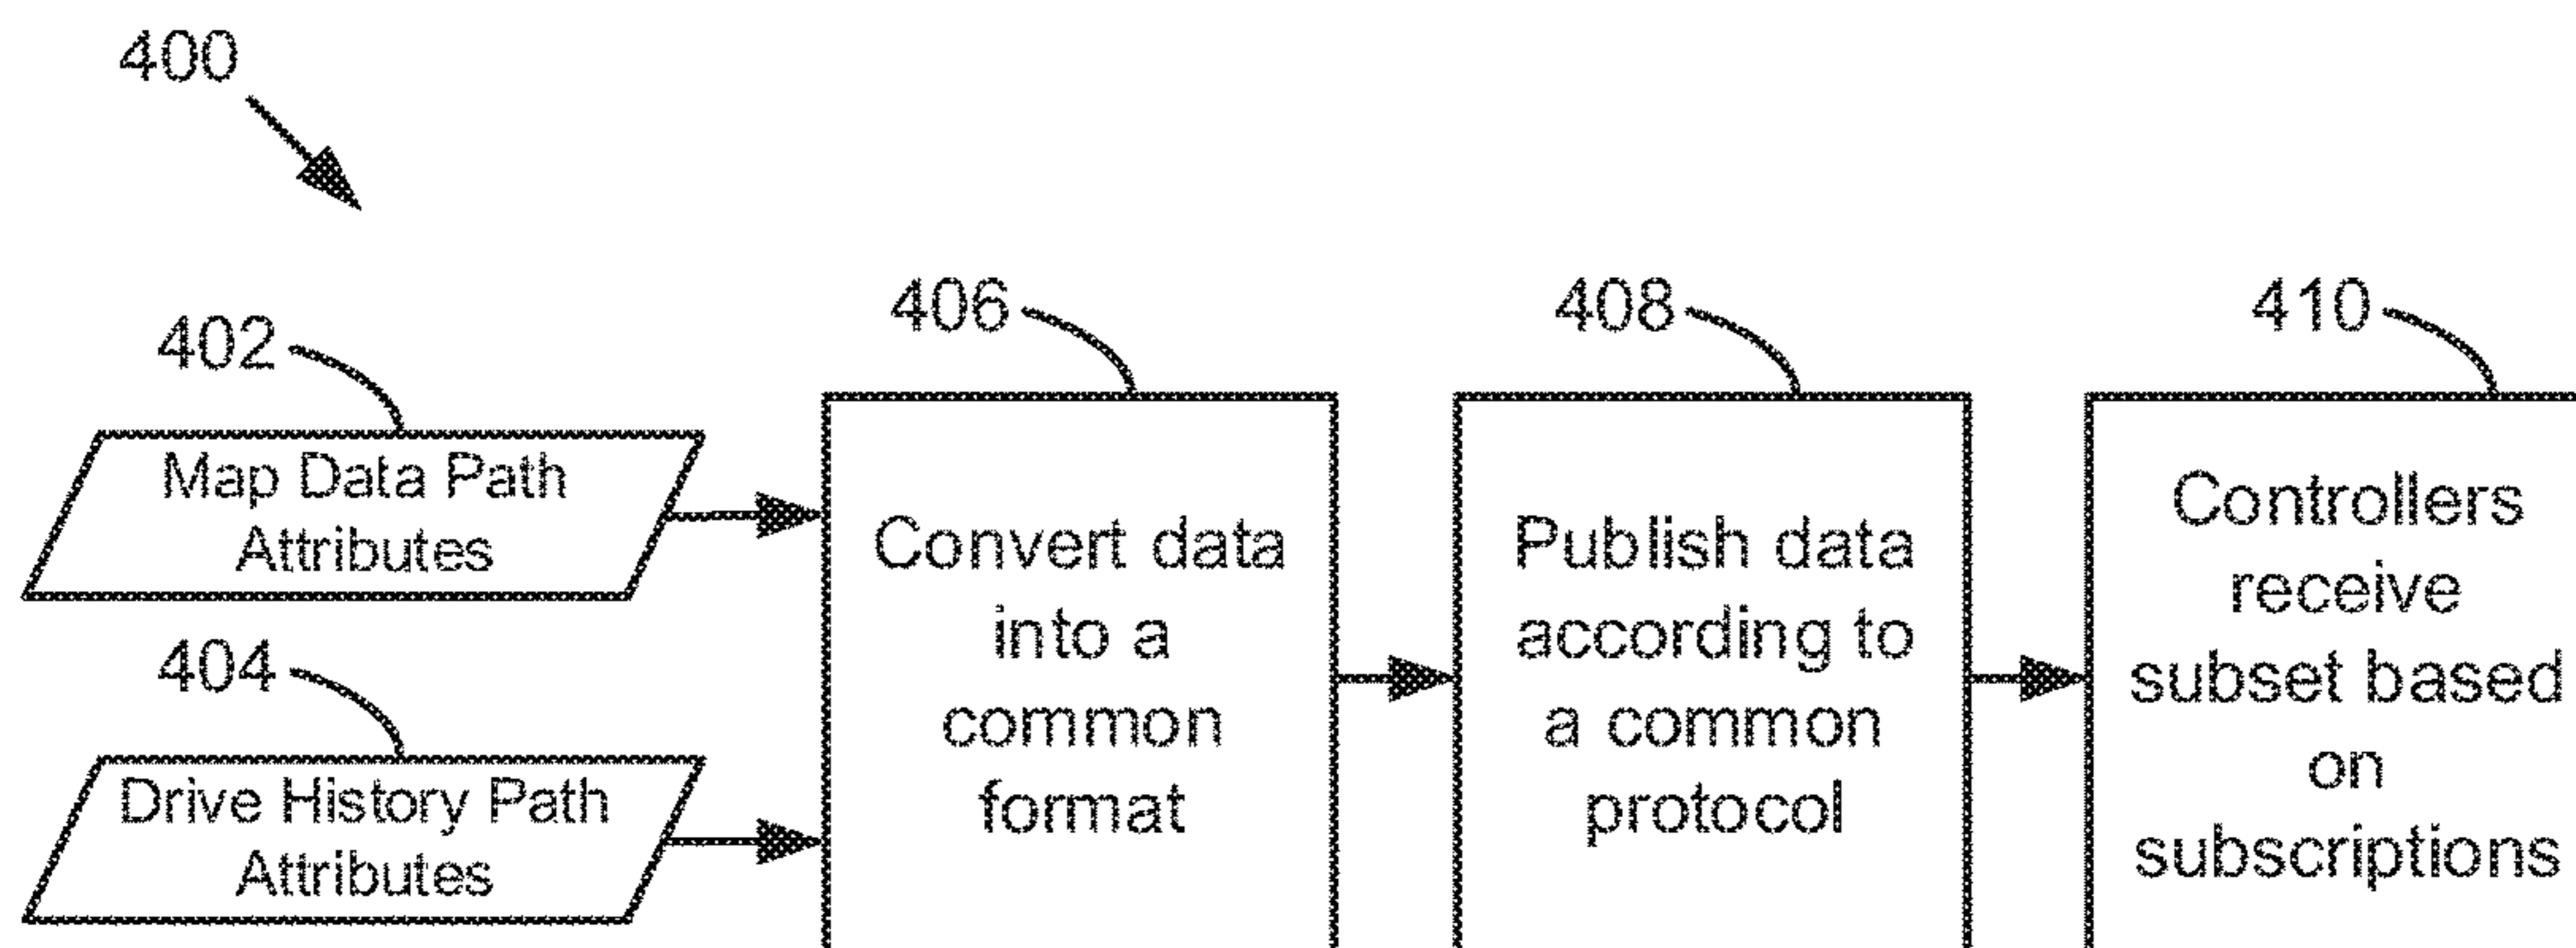 400
402
Map Data Path
Attributes
404
Drive History Path
Attributes
406
Convert data
into a
common
format
408
Publish data
according to
a common
protocol
410
Controllers
receive
subset based
on
subscriptions